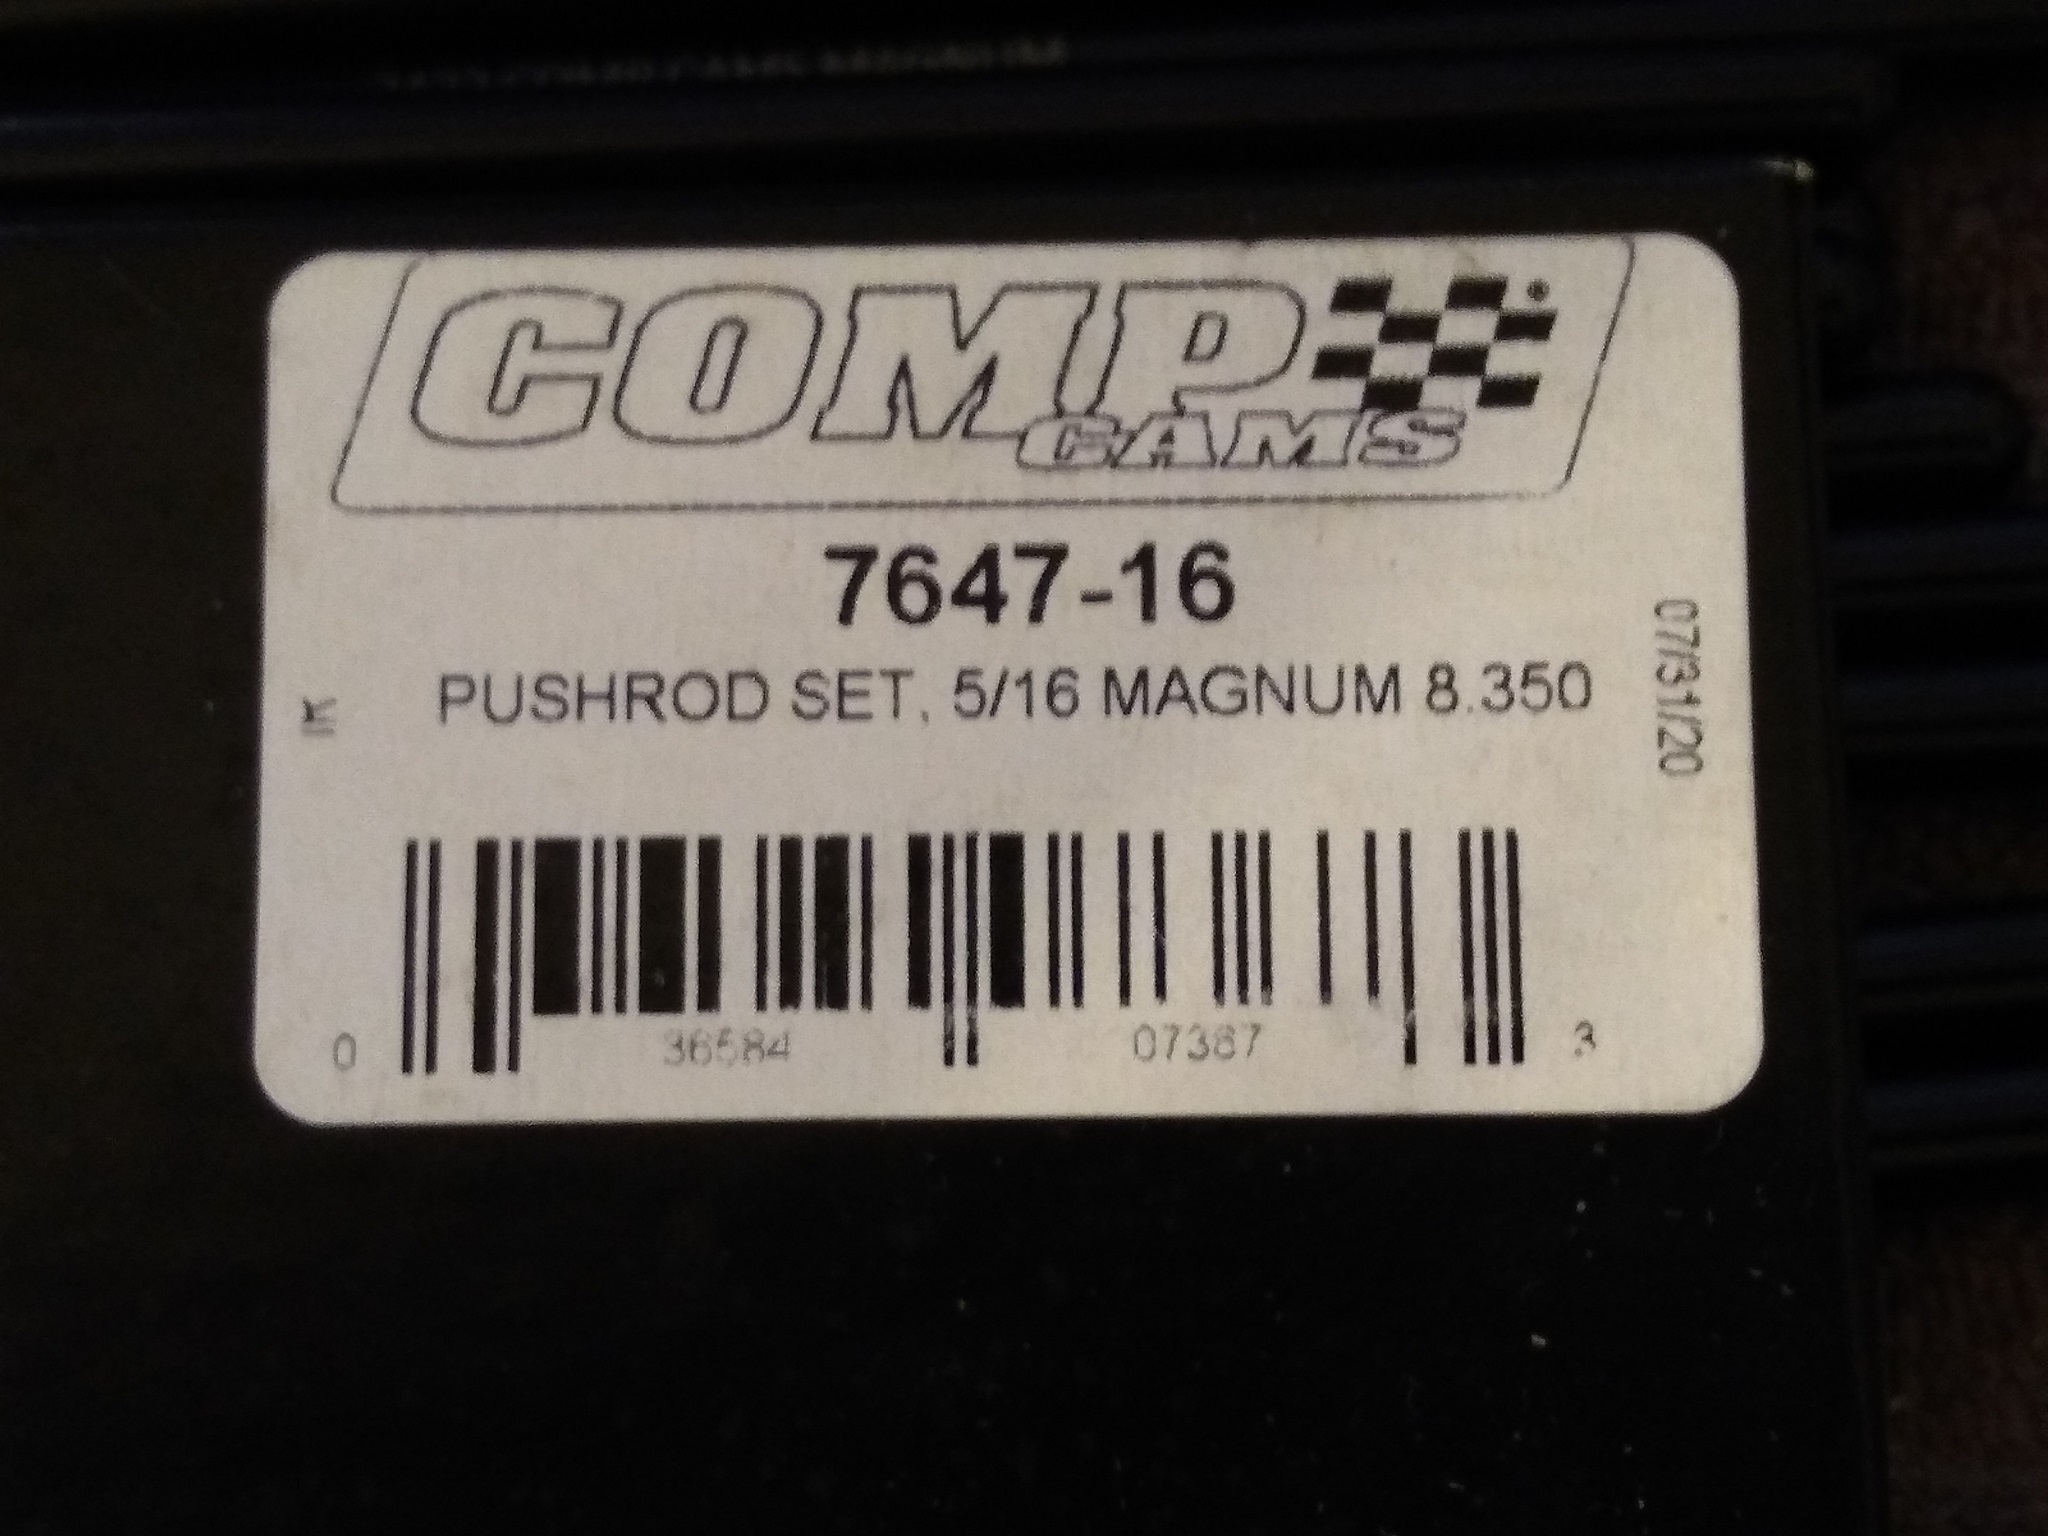 COMP
CAMS
7647-16
PUSHROD SET, 5/16 MAGNUM 8.350
07/31/20
0 36584 07387 3